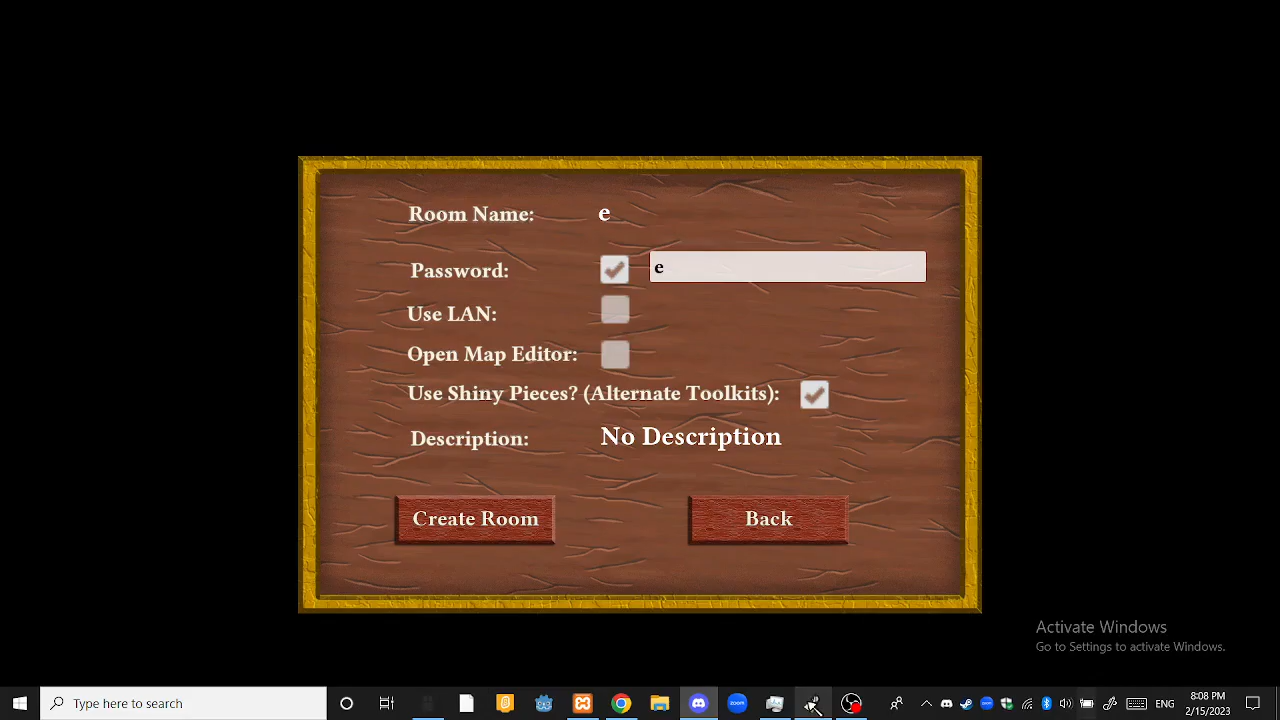 Room Name: e
Password: e
Use LAN:
Open Map Editor:
Use Shiny Pieces? (Alternate Toolkits):
Description: No Description
Create Room Back
Activate Windows
Go to Settings to activate Windows.
Type here to search
zoom
zoom
ENG
8:08 PM
2/15/2023